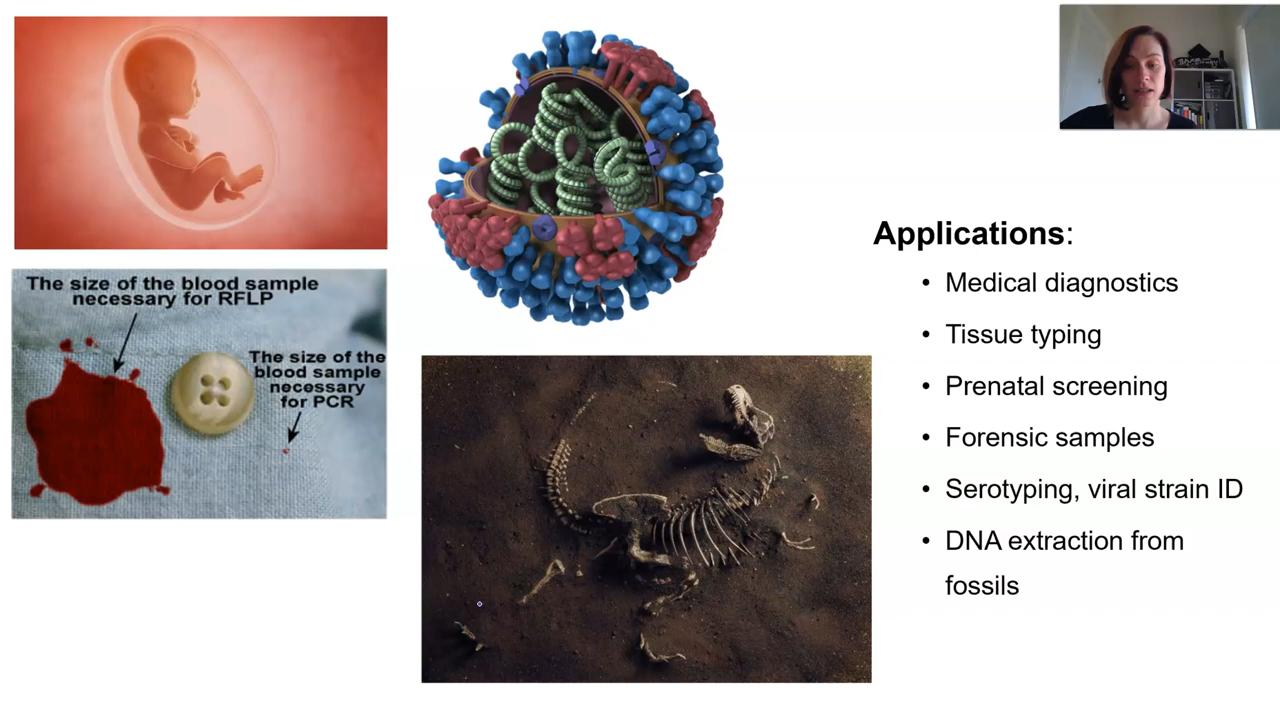 The size of the blood sample
necessary for RFLP
The size of the
blood sample
necessary
for PCR
Applications:
• Medical diagnostics
• Tissue typing
• Prenatal screening
• Forensic samples
• Serotyping, viral strain ID
• DNA extraction from
fossils